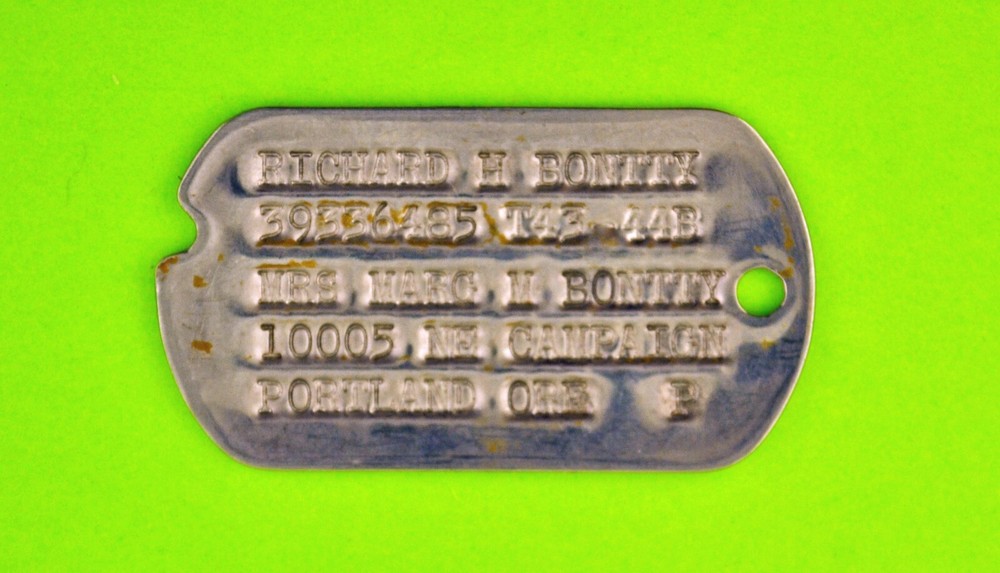 RICHARD H BONTTY
39336485 T43-44B
MRS MARG M BONTTY
10005 NE CAMPAIGN
PORTLAND ORE P